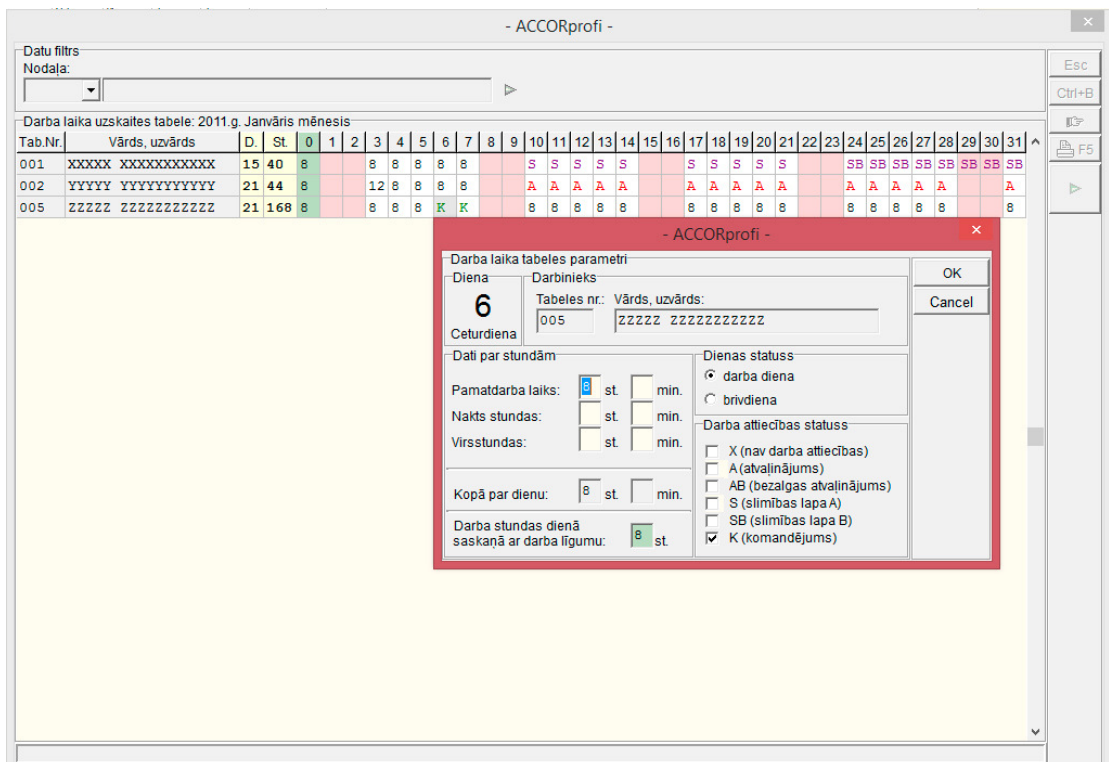 - ACCORprofi -
Datu filtrs
Nodaļa:
Esc
Ctrl+B
F5
Darba laika uzskaites tabele: 2011.g. Janvāris mēnesis
Tab.Nr. Vārds, uzvārds D. St. 0 1 2 3 4 5 6 7 8 9 10 11 12 13 14 15 16 17 18 19 20 21 22 23 24 25 26 27 28 29 30 31
001 XXXXX XXXXXXXXXXX 15 40 8 8 8 8 8 8 S S S S S S S S S S SB SB SB SB SB SB SB SB
002 YYYYY YYYYYYYYYYY 21 44 8 12 8 8 8 8 A A A A A A A A A A A A A A A A
005 ZZZZZ ZZZZZZZZZZZ 21 168 8 8 8 8 K K 8 8 8 8 8 8 8 8 8 8 8 8 8 8 8 8
- ACCORprofi -
Darba laika tabeles parametri
Diena
6
Ceturdiena
Darbinieks
Tabeles nr.: Vārds, uzvārds:
005 ZZZZZ ZZZZZZZZZZZ
OK
Cancel
Dati par stundām
Pamatdarba laiks: 8 st. min.
Nakts stundas: st. min.
Virsstundas: st. min.
Kopā par dienu: 8 st. min.
Darba stundas dienā
saskaņā ar darba līgumu: 8 st.
Dienas statuss
darba diena
brivdiena
Darba attiecības statuss
X (nav darba attiecības)
A (atvaļinājums)
AB (bezalgas atvaļinājums)
S (slimības lapa A)
SB (slimības lapa B)
K (komandējums)